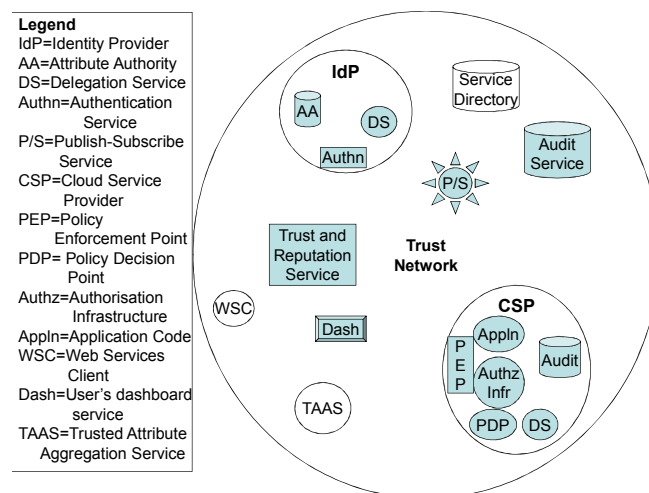 Legend
IdP=Identity Provider
AA=Attribute Authority
DS=Delegation Service
Authn=Authentication
Service
P/S=Publish-Subscribe
Service
CSP=Cloud Service
Provider
PEP=Policy
Enforcement Point
PDP= Policy Decision
Point
Authz=Authorisation
Infrastructure
Appln=Application Code
WSC=Web Services
Client
Dash=User's dashboard
service
TAAS=Trusted Attribute
Aggregation Service
IdP
AA
DS
Authn
Service
Directory
Audit
Service
P/S
Trust and
Reputation
Service
Trust
Network
WSC
Dash
TAAS
CSP
Appln
P
E
P
Authz
Infr
Audit
PDP
DS